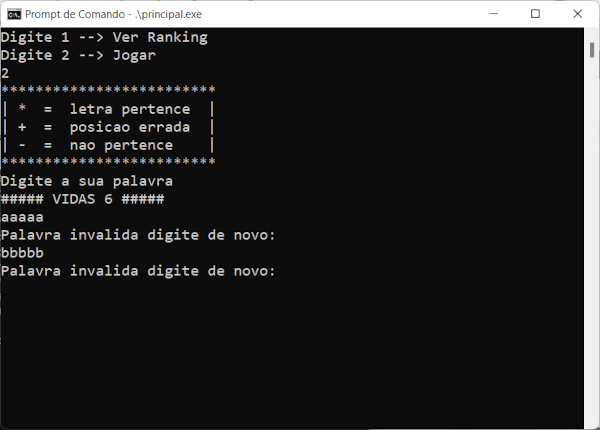 Prompt de Comando - .\principal.exe
Digite 1 --> Ver Ranking
Digite 2 --> Jogar
2
************************
| *  =  letra pertence  |
| +  =  posicao errada  |
| -  =  nao pertence    |
************************
Digite a sua palavra
##### VIDAS 6 #####
aaaaa
Palavra invalida digite de novo:
bbbbb
Palavra invalida digite de novo: